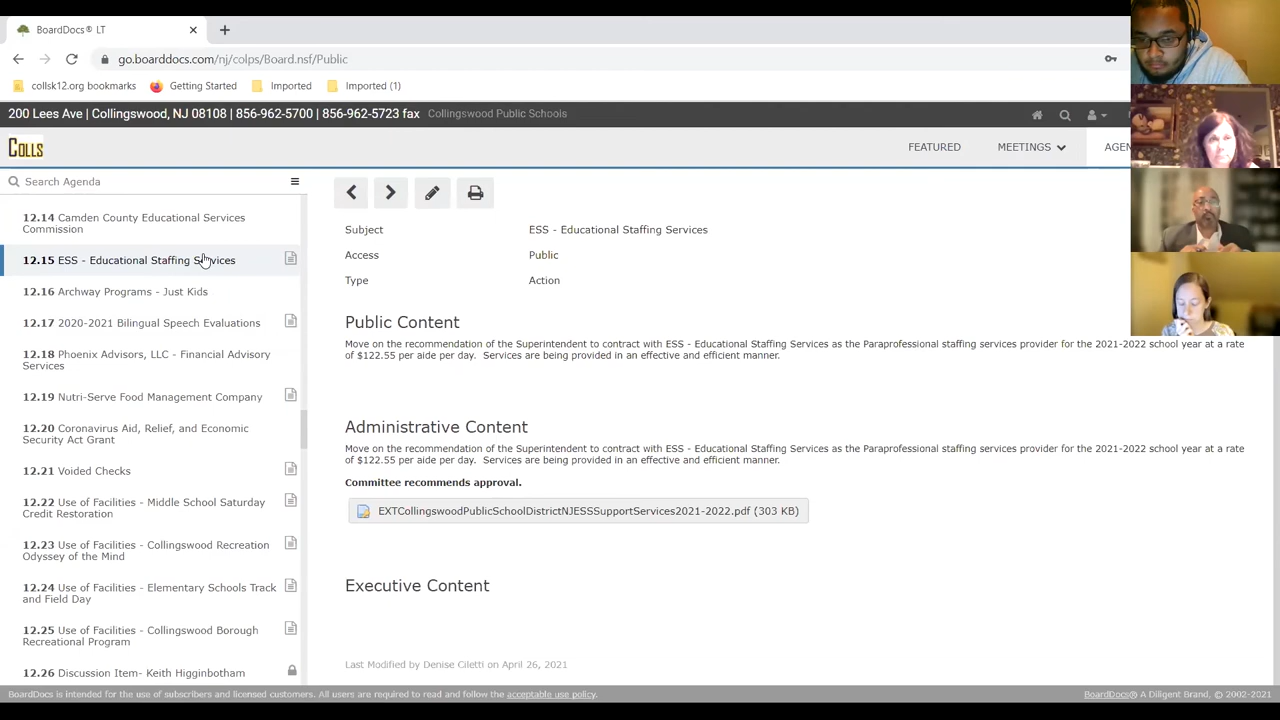 BoardDocs® LT
go.boarddocs.com/nj/colps/Board.nsf/Public
collsk12.org bookmarks
Getting Started
Imported
Imported (1)
200 Lees Ave | Collingswood, NJ 08108 | 856-962-5700 | 856-962-5723 fax
Collingswood Public Schools
COLLS
FEATURED
MEETINGS
AGEN
Search Agenda
12.14 Camden County Educational Services
Commission
12.15 ESS - Educational Staffing Services
12.16 Archway Programs - Just Kids
12.17 2020-2021 Bilingual Speech Evaluations
12.18 Phoenix Advisors, LLC - Financial Advisory
Services
12.19 Nutri-Serve Food Management Company
12.20 Coronavirus Aid, Relief, and Economic
Security Act Grant
12.21 Voided Checks
12.22 Use of Facilities - Middle School Saturday
Credit Restoration
12.23 Use of Facilities - Collingswood Recreation
Odyssey of the Mind
12.24 Use of Facilities - Elementary Schools Track
and Field Day
12.25 Use of Facilities - Collingswood Borough
Recreational Program
12.26 Discussion Item- Keith Higginbotham
Subject ESS - Educational Staffing Services
Access Public
Type Action
Public Content
Move on the recommendation of the Superintendent to contract with ESS - Educational Staffing Services as the Paraprofessional staffing services provider for the 2021-2022 school year at a rate
of $122.55 per aide per day. Services are being provided in an effective and efficient manner.
Administrative Content
Move on the recommendation of the Superintendent to contract with ESS - Educational Staffing Services as the Paraprofessional staffing services provider for the 2021-2022 school year at a rate
of $122.55 per aide per day. Services are being provided in an effective and efficient manner.
Committee recommends approval.
EXTCollingswoodPublicSchoolDistrictNJESSSupportServices2021-2022.pdf (303 KB)
Executive Content
Last Modified by Denise Ciletti on April 26, 2021
BoardDocs is intended for the use of subscribers and licensed customers. All users are required to read and follow the acceptable use policy.
BoardDocs® A Diligent Brand, © 2002-2021